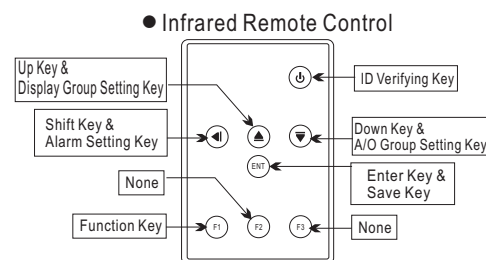 ● Infrared Remote Control
Up Key &
Display Group Setting Key
ID Verifying Key
Shift Key &
Alarm Setting Key
Down Key &
A/O Group Setting Key
ENT
Enter Key &
Save Key
None
Function Key
F1
F2
F3
None